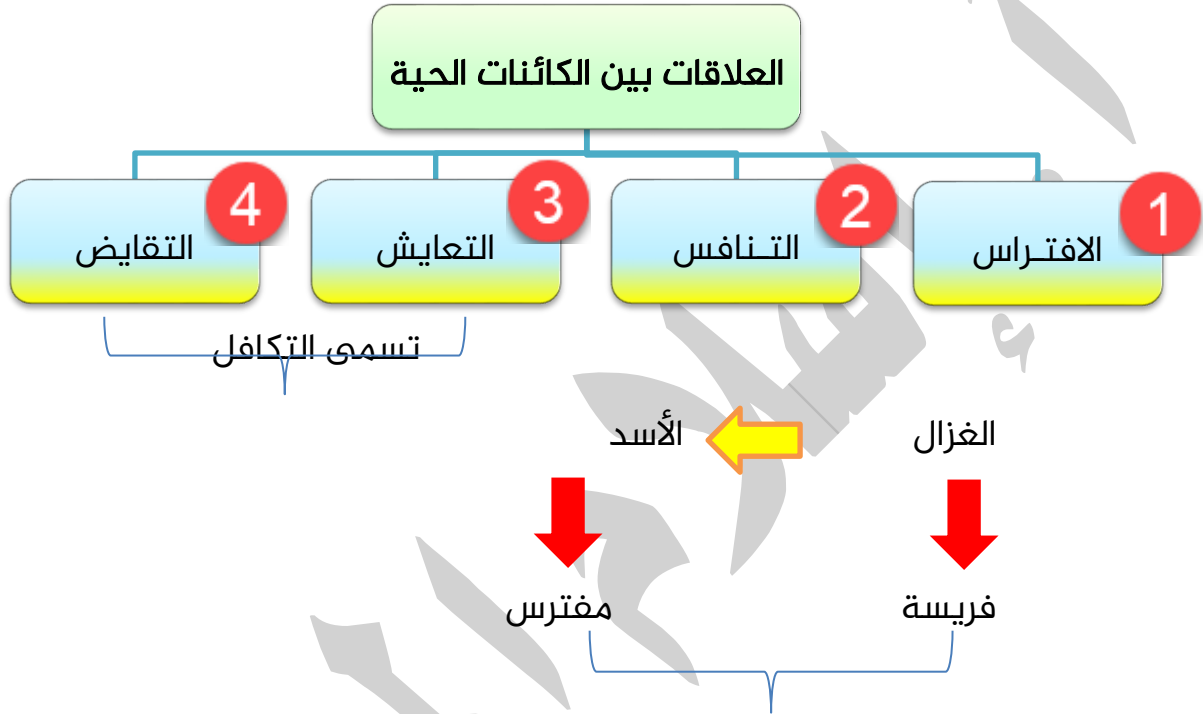 العلاقات بين الكائنات الحية
1
الافتـراس
2
التـنافس
3
التعايش
4
التقايض
تسمى التكافل
الغزال
الأسد
فريسة
مفترس